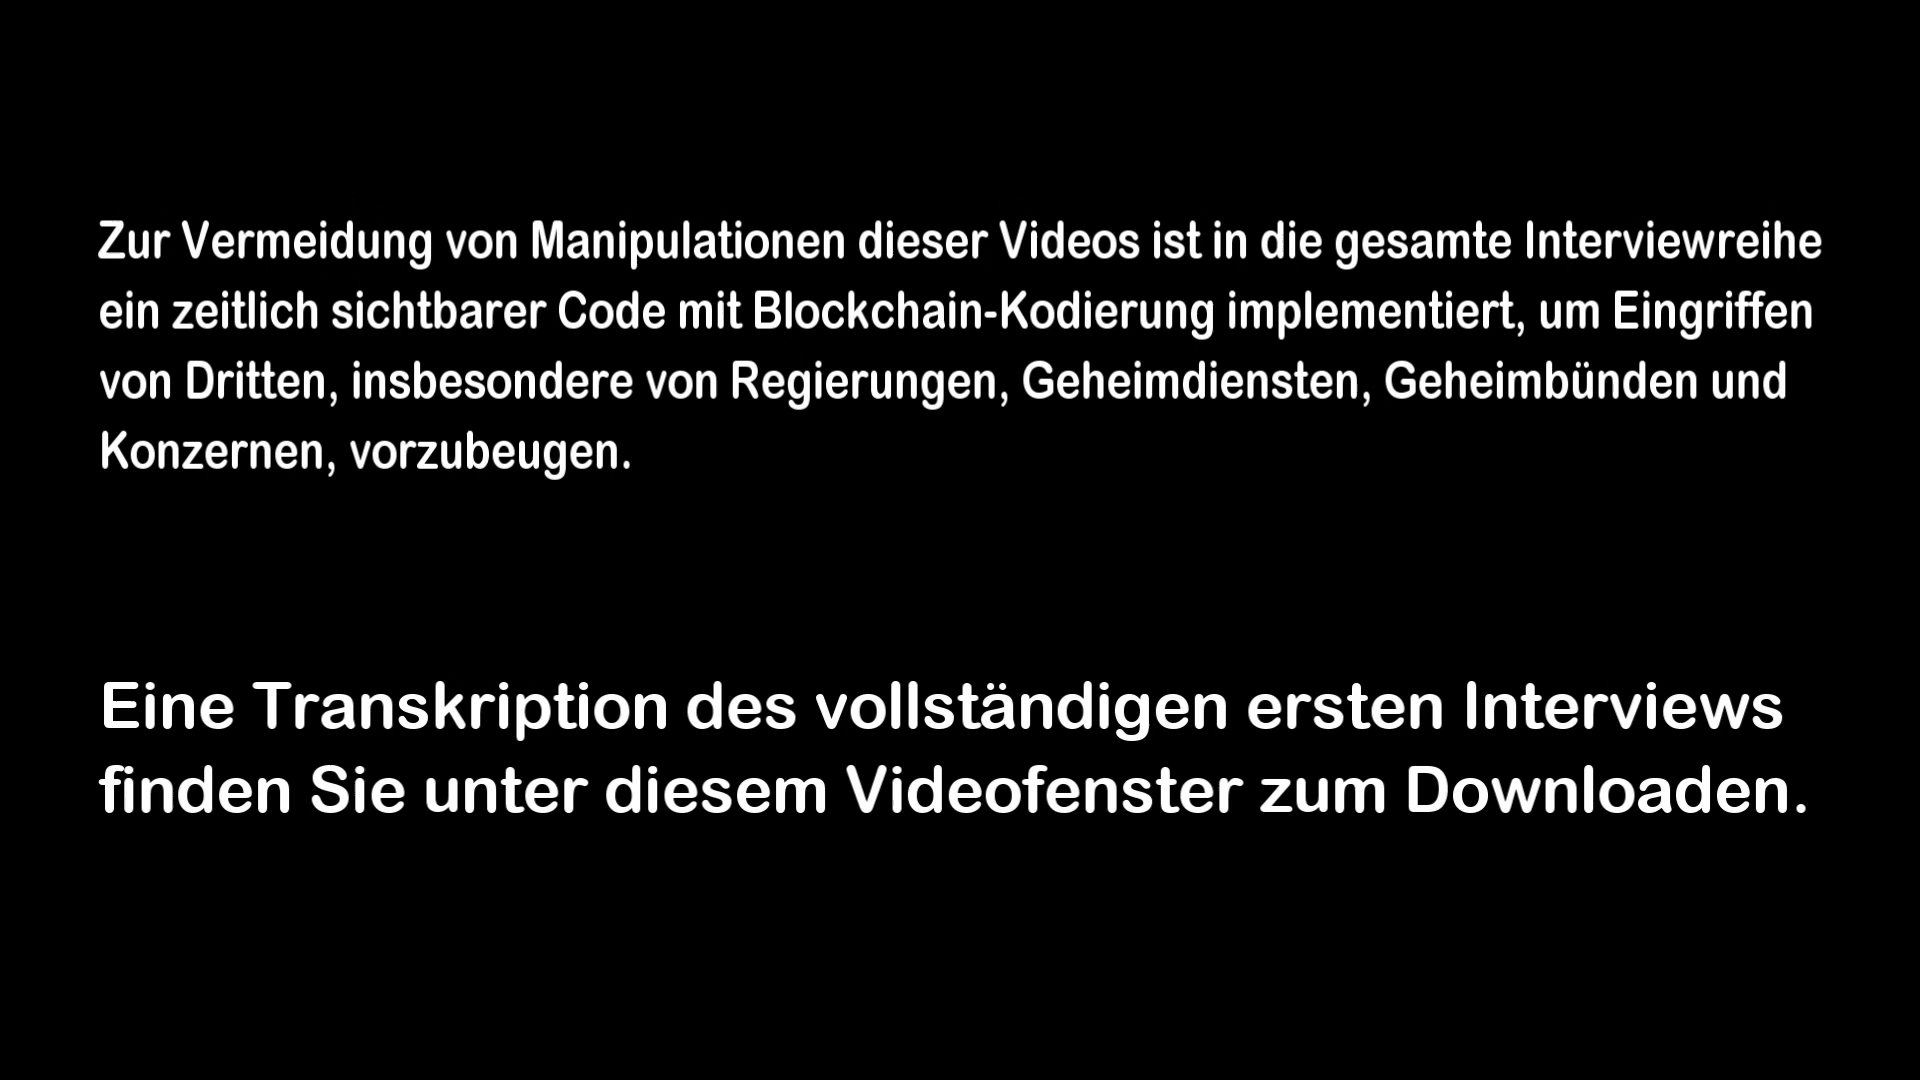 Zur Vermeidung von Manipulationen dieser Videos ist in die gesamte Interviewreihe
ein zeitlich sichtbarer Code mit Blockchain-Kodierung implementiert, um Eingriffen
von Dritten, insbesondere von Regierungen, Geheimdiensten, Geheimbünden und
Konzernen, vorzubeugen.
Eine Transkription des vollständigen ersten Interviews
finden Sie unter diesem Videofenster zum Downloaden.